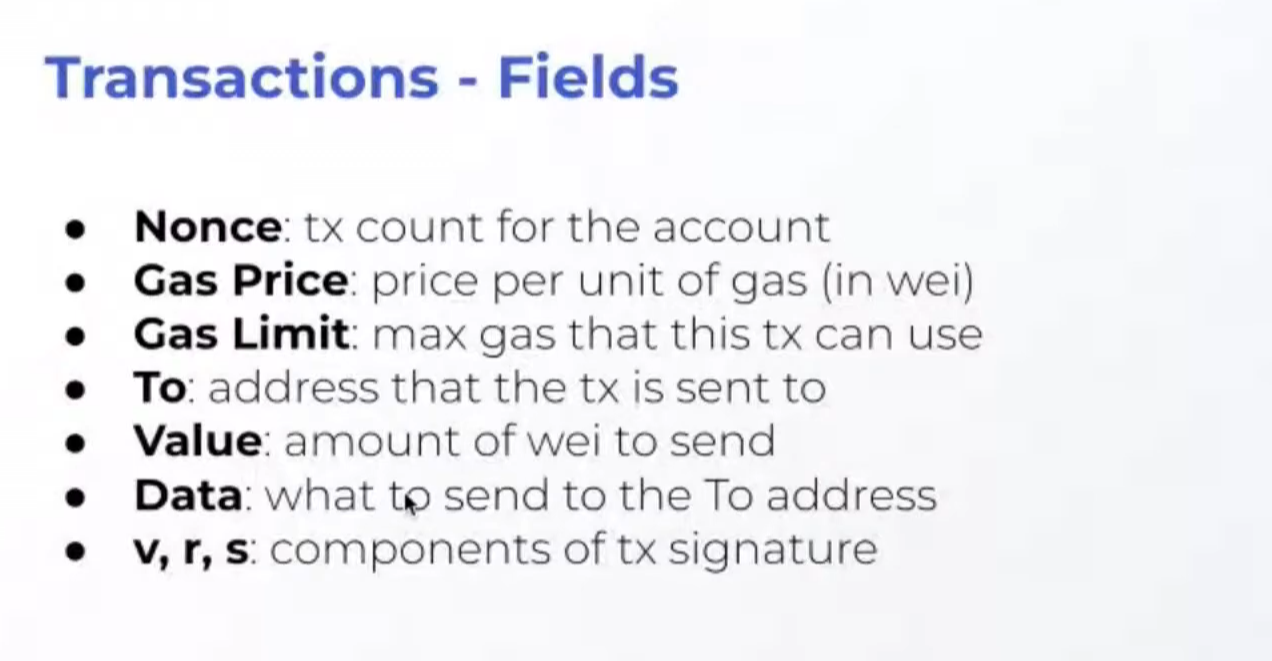 Transactions - Fields
● Nonce: tx count for the account
● Gas Price: price per unit of gas (in wei)
● Gas Limit: max gas that this tx can use
● To: address that the tx is sent to
● Value: amount of wei to send
● Data: what to send to the To address
● v, r, s: components of tx signature